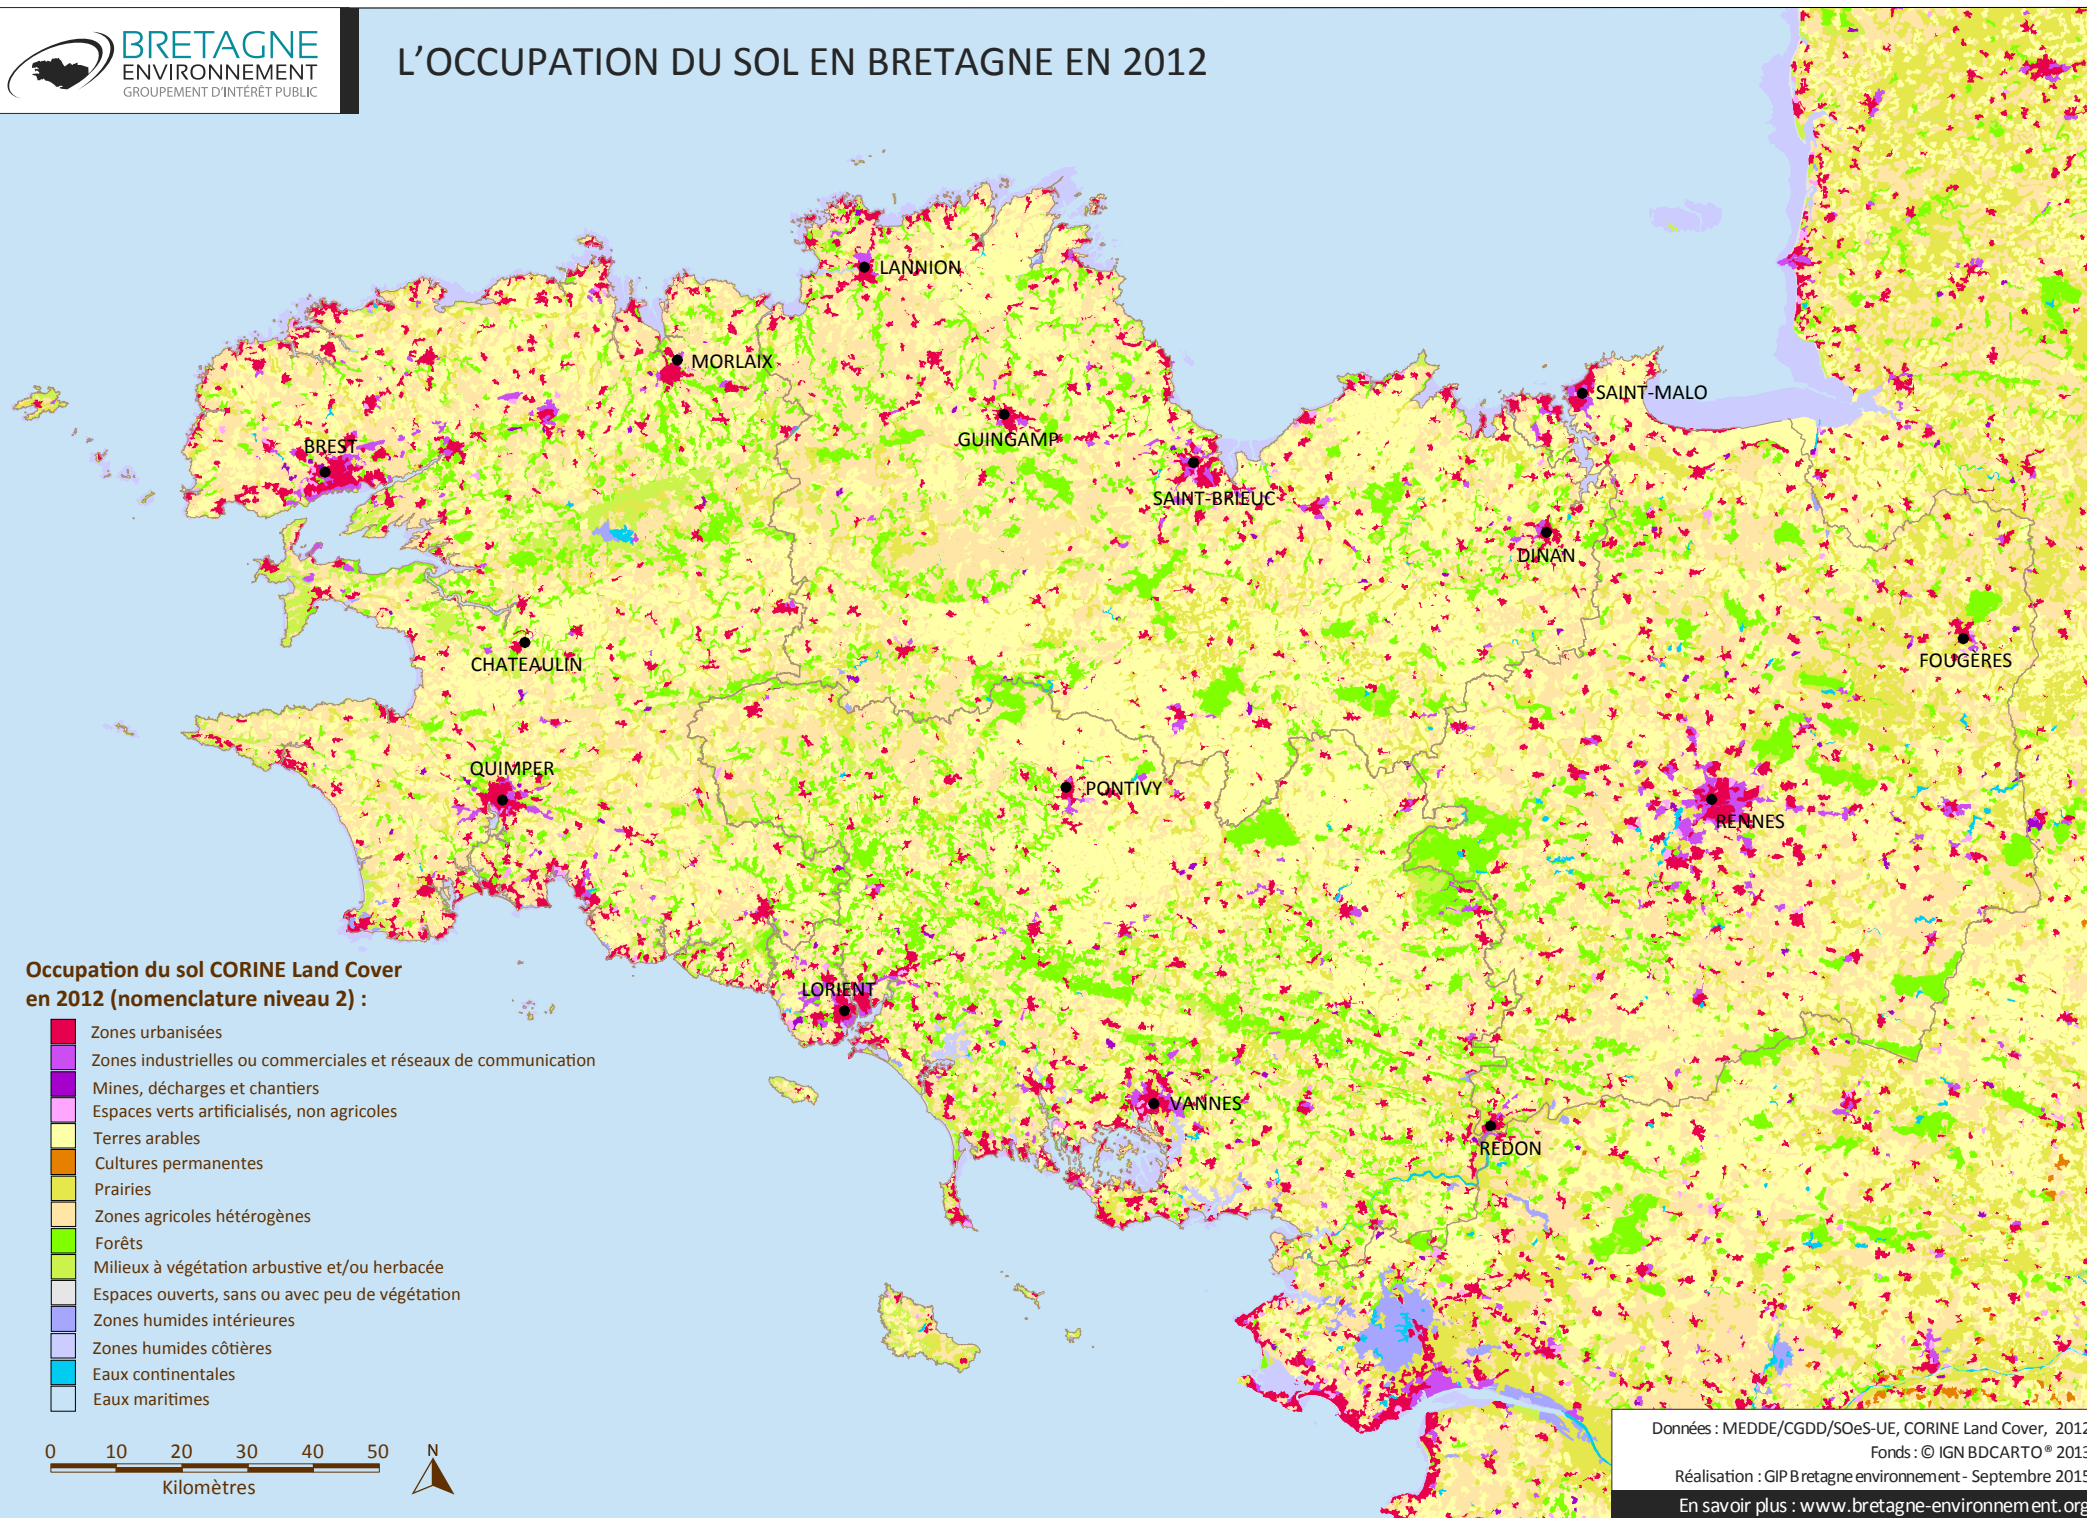 BRETAGNE
ENVIRONNEMENT
GROUPEMENT D'INTÉRÊT PUBLIC
L'OCCUPATION DU SOL EN BRETAGNE EN 2012
LANNION
MORLAIX
SAINT-MALO
GUINGAMP
BREST
SAINT-BRIEUC
DINAN
CHATEAULIN
FOUGÈRES
QUIMPER
PONTIVY
RENNES
LORIENT
VANNES
REDON
Occupation du sol CORINE Land Cover
en 2012 (nomenclature niveau 2) :
Zones urbanisées
Zones industrielles ou commerciales et réseaux de communication
Mines, décharges et chantiers
Espaces verts artificialisés, non agricoles
Terres arables
Cultures permanentes
Prairies
Zones agricoles hétérogènes
Forêts
Milieux à végétation arbustive et/ou herbacée
Espaces ouverts, sans ou avec peu de végétation
Zones humides intérieures
Zones humides côtières
Eaux continentales
Eaux maritimes
0 10 20 30 40 50
Kilomètres
N
Données : MEDDE/CGDD/SOeS-UE, CORINE Land Cover, 2012
Fonds : © IGN BDCARTO® 2013
Réalisation : GIP Bretagne environnement - Septembre 2015
En savoir plus : www.bretagne-environnement.org